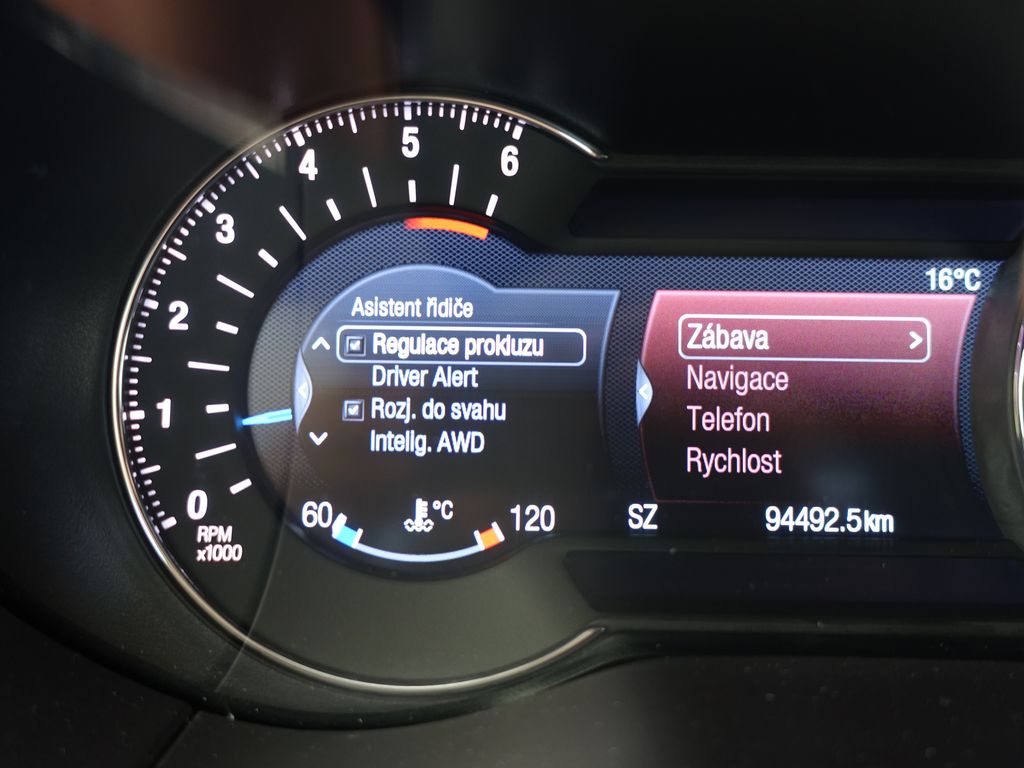 6
5
4
3
2
1
0
RPM
x1000
16°C
Asistent řidiče
Regulace prokluzu
Driver Alert
Rozj. do svahu
Intelig. AWD
Zábava >
Navigace
Telefon
Rychlost
60 °C 120
SZ 94492.5km